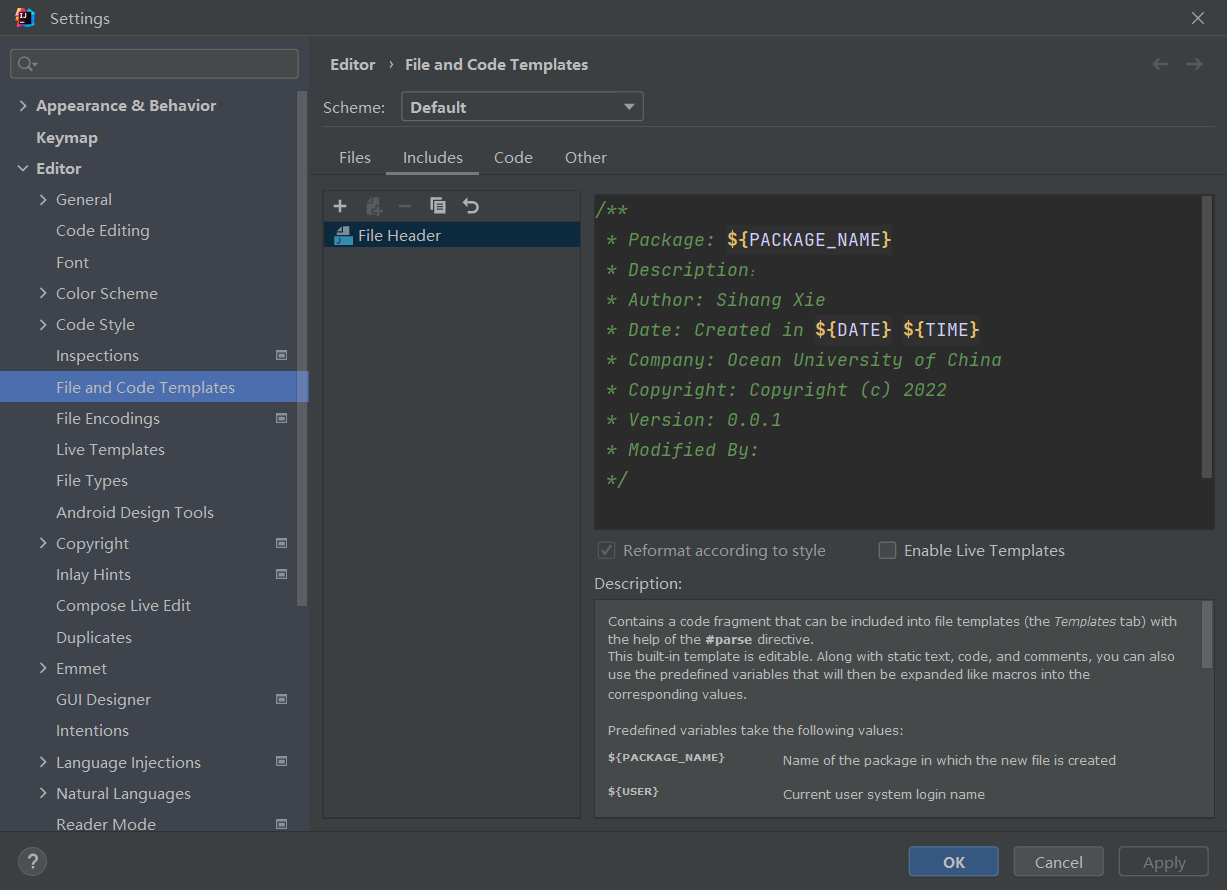 Settings
Editor › File and Code Templates
Appearance & Behavior
Keymap
Editor
General
Code Editing
Font
Color Scheme
Code Style
Inspections
File and Code Templates
File Encodings
Live Templates
File Types
Android Design Tools
Copyright
Inlay Hints
Compose Live Edit
Duplicates
Emmet
GUI Designer
Intentions
Language Injections
Natural Languages
Reader Mode
Scheme: Default
Files Includes Code Other
File Header
/**
* Package: ${PACKAGE_NAME}
* Description：
* Author: Sihang Xie
* Date: Created in ${DATE} ${TIME}
* Company: Ocean University of China
* Copyright: Copyright (c) 2022
* Version: 0.0.1
* Modified By:
*/
Reformat according to style Enable Live Templates
Description:
Contains a code fragment that can be included into file templates (the Templates tab) with
the help of the #parse directive.
This built-in template is editable. Along with static text, code, and comments, you can also
use the predefined variables that will then be expanded like macros into the
corresponding values.
Predefined variables take the following values:
${PACKAGE_NAME} Name of the package in which the new file is created
${USER} Current user system login name
? OK Cancel Apply